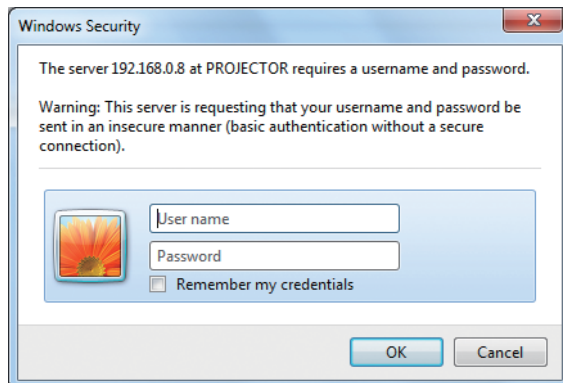 Windows Security
The server 192.168.0.8 at PROJECTOR requires a username and password.
Warning: This server is requesting that your username and password be
sent in an insecure manner (basic authentication without a secure
connection).
User name
Password
Remember my credentials
OK
Cancel